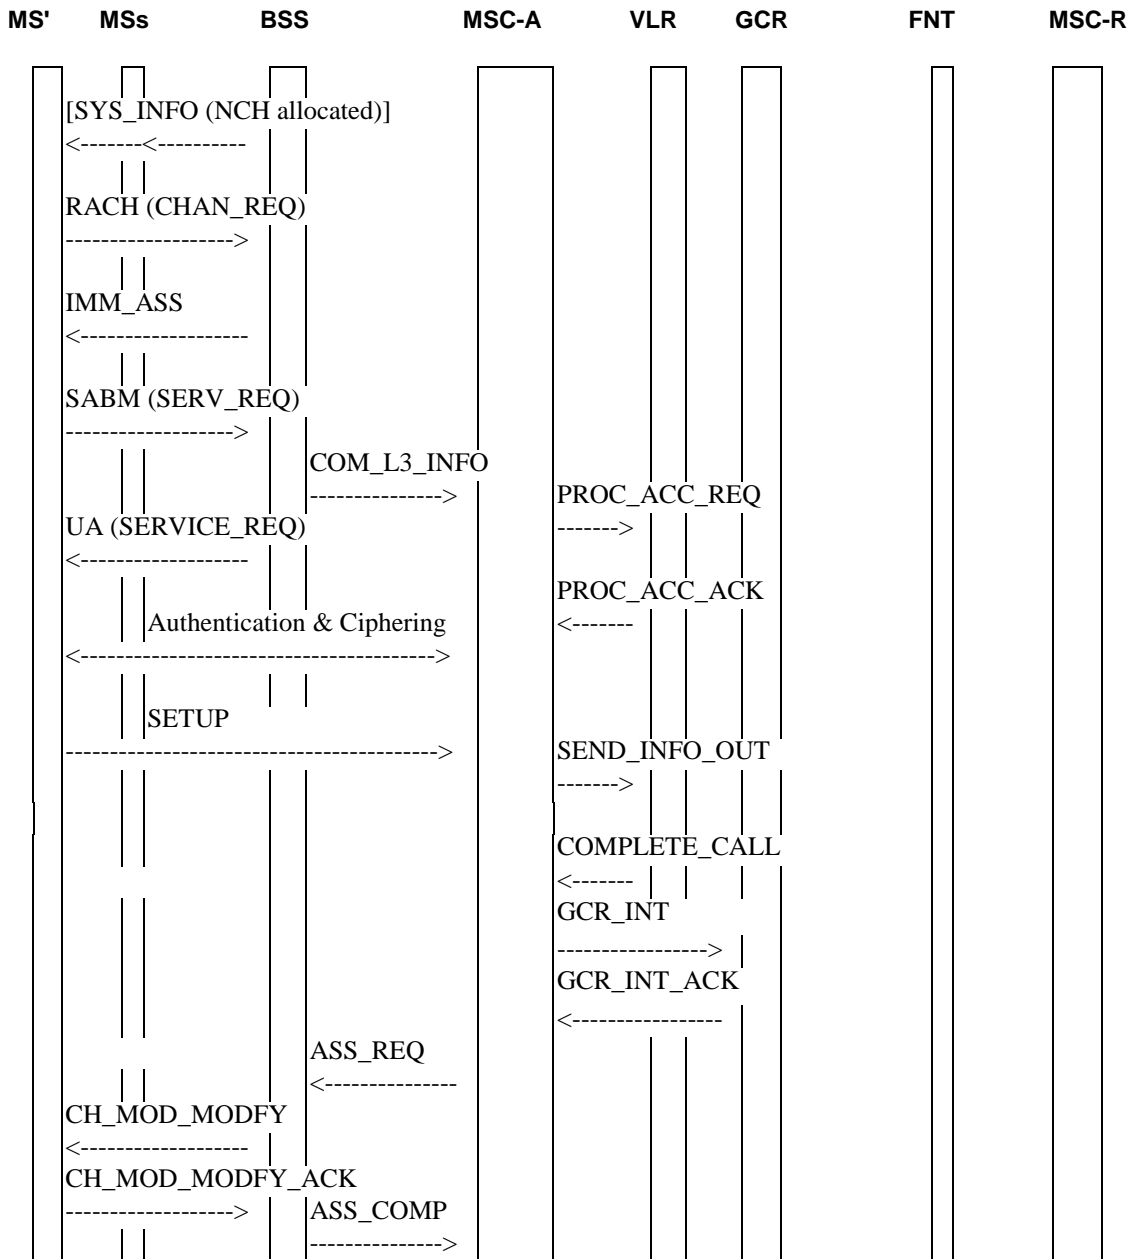 MS' MSs BSS MSC-A VLR GCR FNT MSC-R
[SYS_INFO (NCH allocated)]
<-------<----------
RACH (CHAN_REQ)
------------------->
IMM_ASS
<-------------------
SABM (SERV_REQ)
------------------->
COM_L3_INFO
---------------> PROC_ACC_REQ
UA (SERVICE_REQ) ------->
<-------------------
PROC_ACC_ACK
Authentication & Ciphering <-------
<---------------------------------------->
SETUP
------------------------------------------> SEND_INFO_OUT
------->
COMPLETE_CALL
<-------
GCR_INT
----------------->
GCR_INT_ACK
<-----------------
ASS_REQ
<---------------
CH_MOD_MODFY
<-------------------
CH_MOD_MODFY_ACK
-------------------> ASS_COMP
--------------->